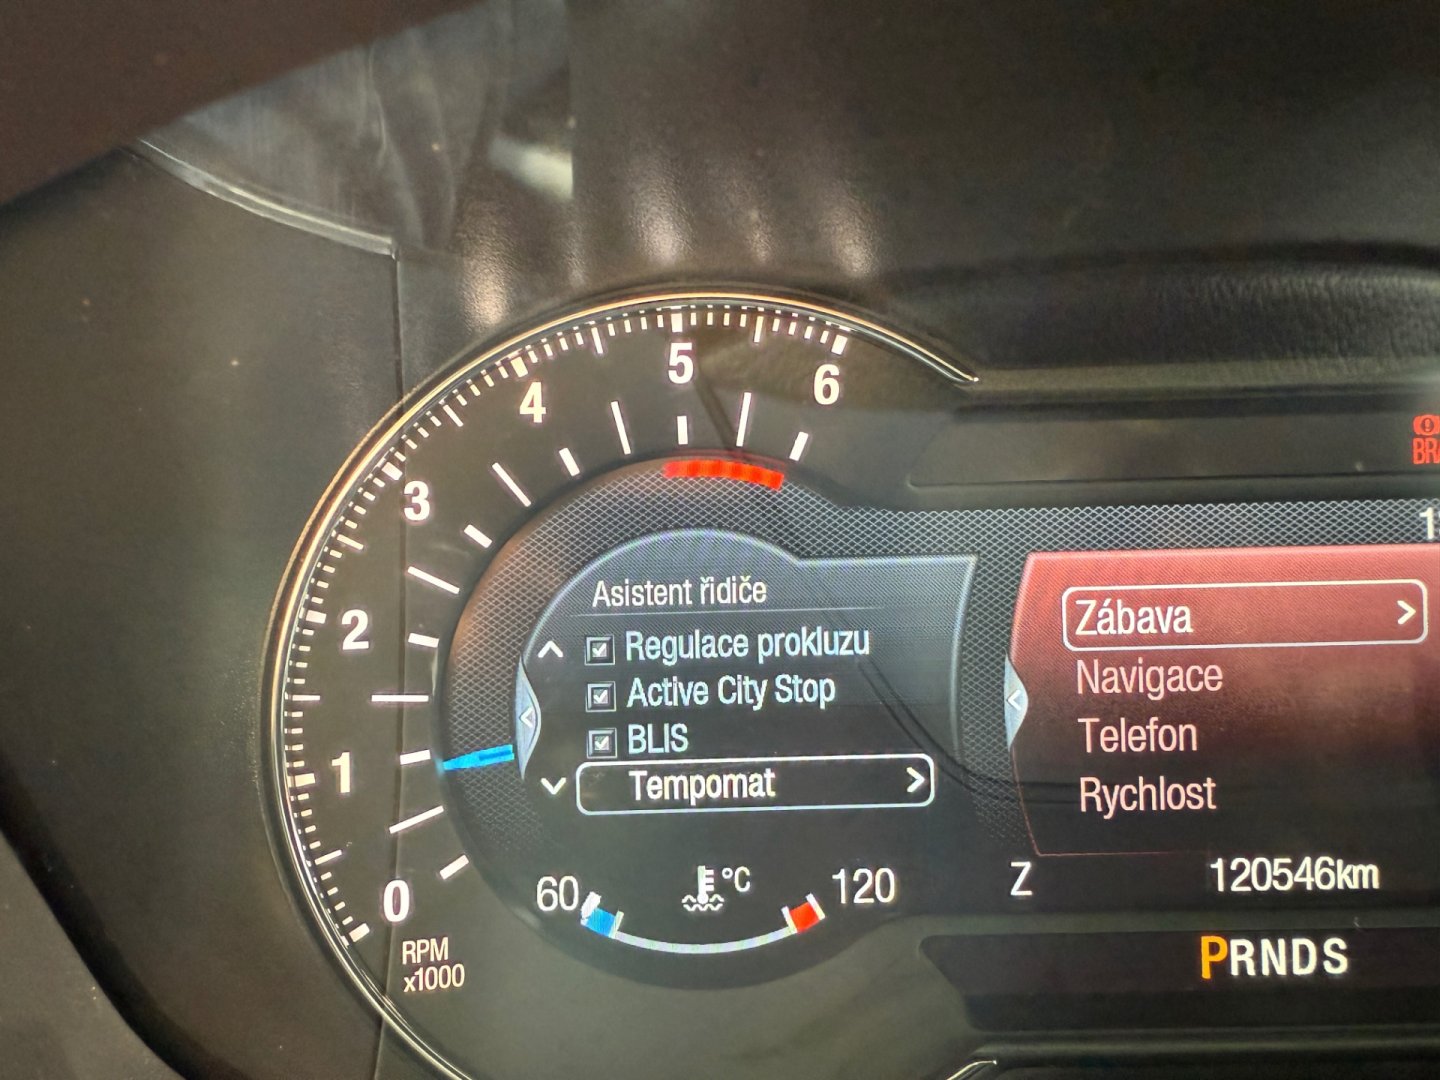 5
6
4
3
2
1
0
RPM
x1000
Asistent řidiče
Regulace prokluzu
Active City Stop
BLIS
Tempomat
60
°C
120
Zábava
Navigace
Telefon
Rychlost
Z 120546km
PRNDS